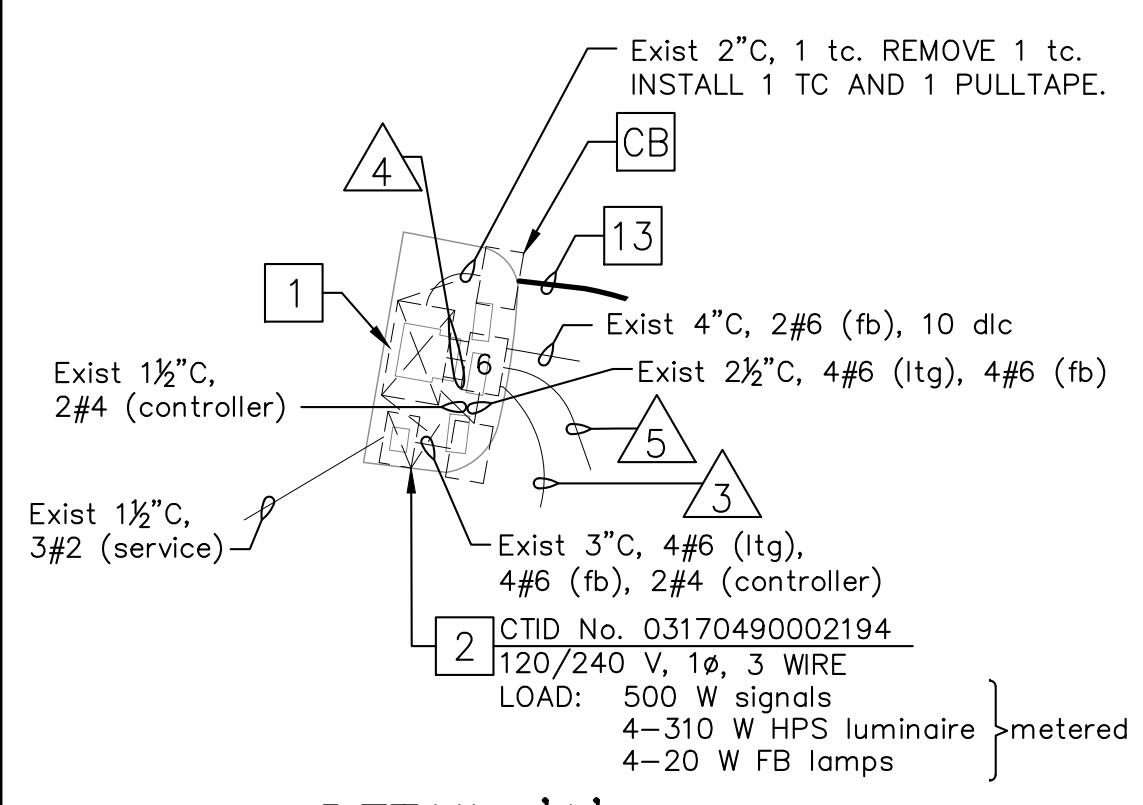 Exist 2"C, 1 tc. REMOVE 1 tc.
INSTALL 1 TC AND 1 PULLTAPE.
CB
4
13
1
Exist 4"C, 2#6 (fb), 10 dlc
6
Exist 1½"C,
2#4 (controller)
Exist 2½"C, 4#6 (ltg), 4#6 (fb)
5
3
Exist 1½"C,
3#2 (service)
Exist 3"C, 4#6 (ltg),
4#6 (fb), 2#4 (controller)
2
CTID No. 03170490002194
120/240 V, 1ø, 3 WIRE
LOAD: 500 W signals
4-310 W HPS luminaire
metered
4-20 W FB lamps